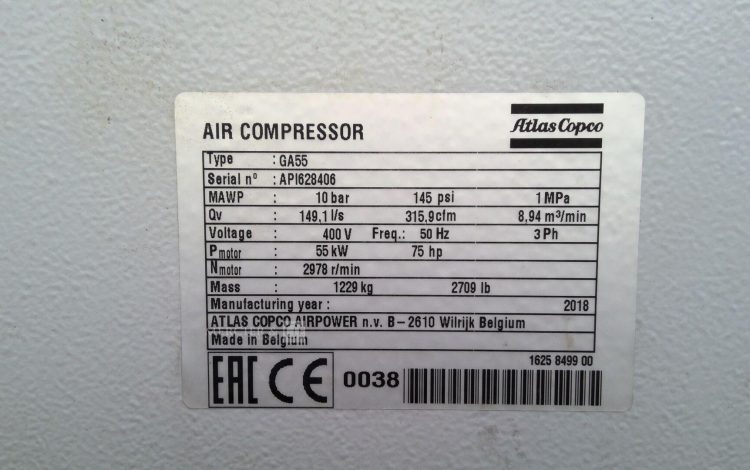 AIR COMPRESSOR
Atlas Copco
Type : GA55
Serial nº : API628406
MAWP : 10 bar 145 psi 1 MPa
Qv : 149,1 l/s 315,9 cfm 8,94 m³/min
Voltage : 400 V Freq.: 50 Hz 3 Ph
Pmotor : 55 kW 75 hp
Nmotor : 2978 r/min
Mass : 1229 kg 2709 lb
Manufacturing year : 2018
ATLAS COPCO AIRPOWER n.v. B-2610 Wilrijk Belgium
Made in Belgium
1625 8499 00
EAC CE 0038